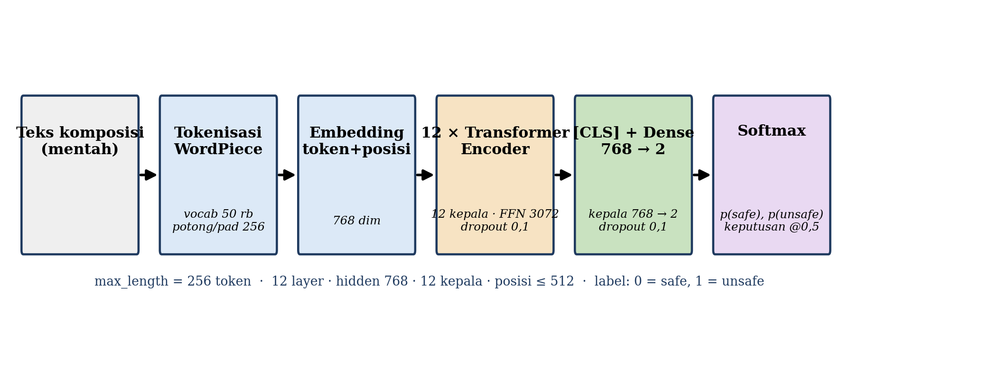 Teks komposisi
(mentah)
Tokenisasi
WordPiece
vocab 50 rb
potong/pad 256
Embedding
token+posisi
768 dim
12 × Transformer
Encoder
12 kepala · FFN 3072
dropout 0,1
[CLS] + Dense
768 → 2
kepala 768 → 2
dropout 0,1
Softmax
p(safe), p(unsafe)
keputusan @0,5
max_length = 256 token · 12 layer · hidden 768 · 12 kepala · posisi ≤ 512 · label: 0 = safe, 1 = unsafe